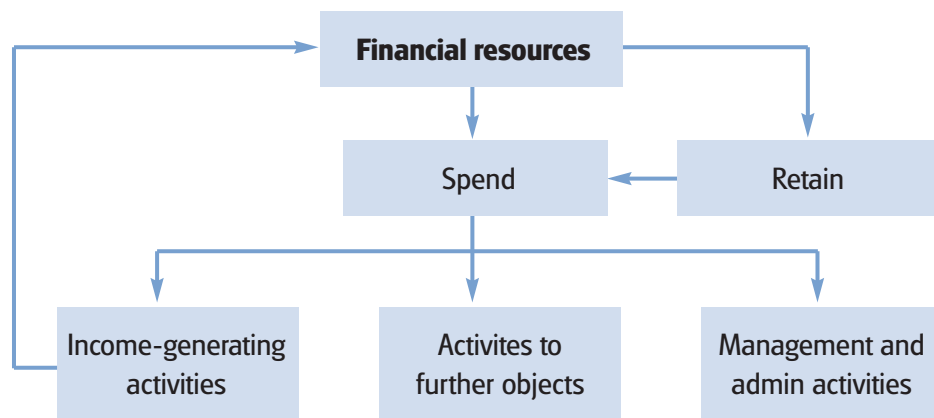 Financial resources
Spend
Retain
Income-generating
activities
Activites to
further objects
Management and
admin activities